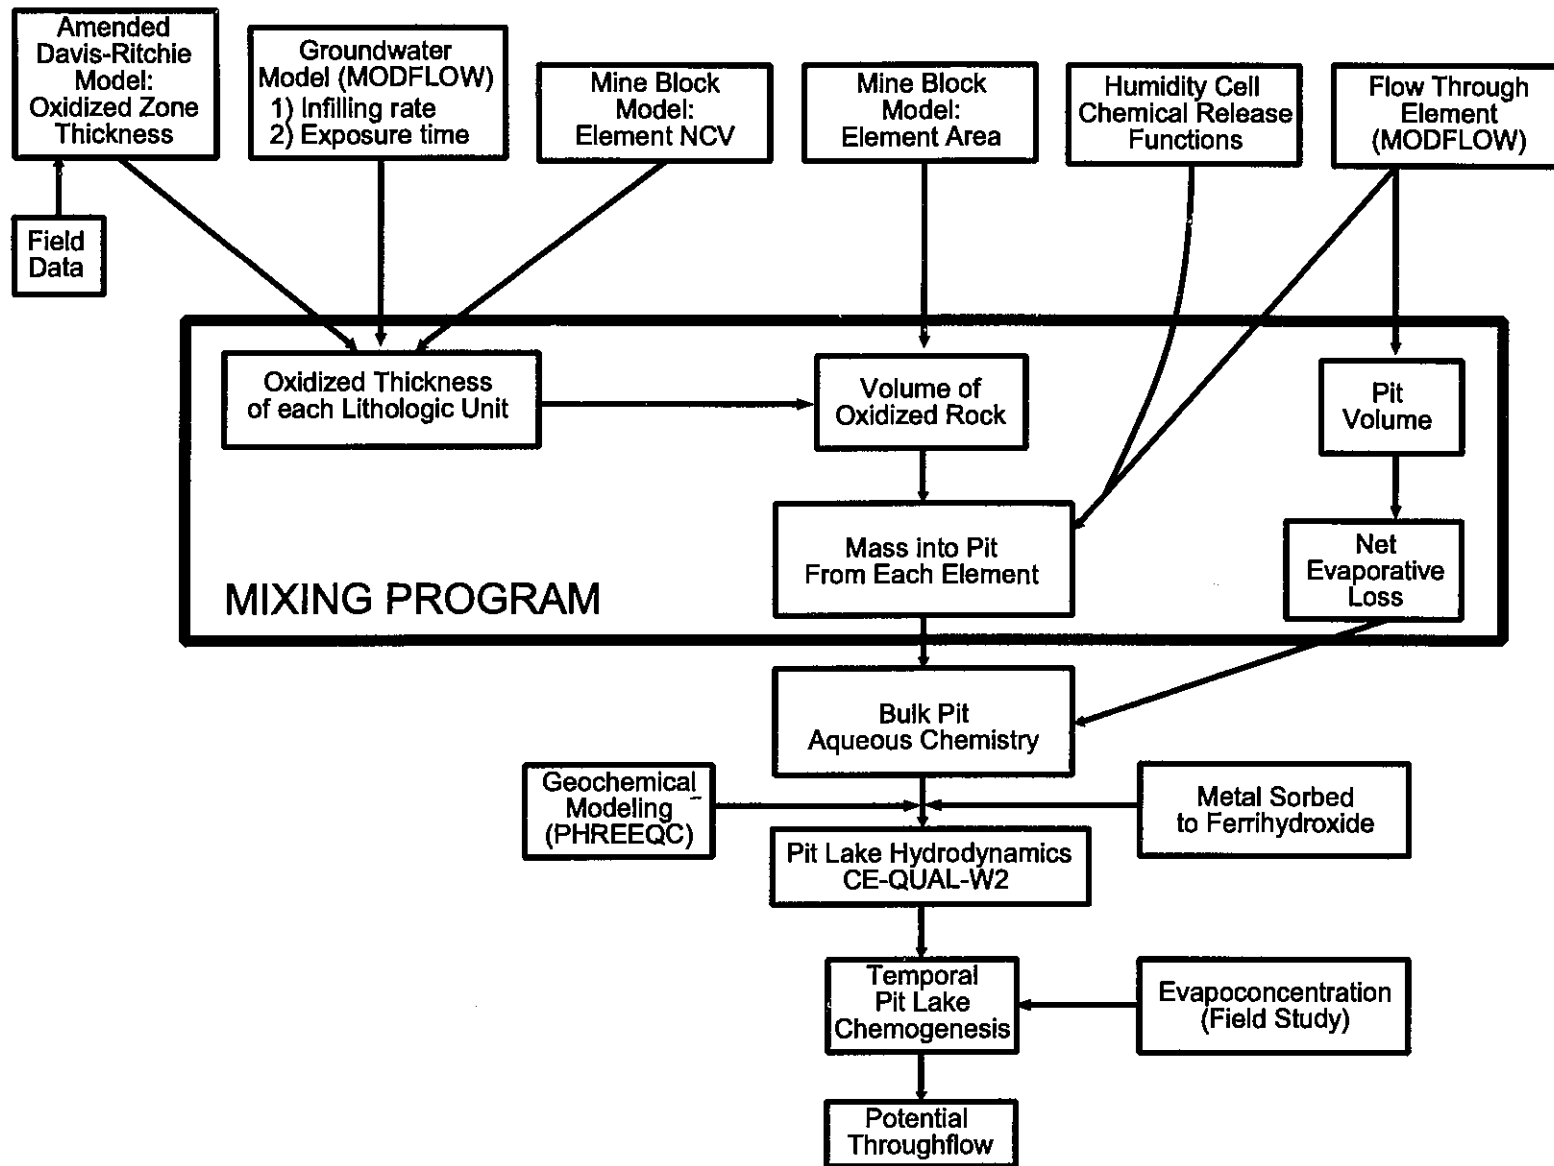 Amended
Davis-Ritchie
Model:
Oxidized Zone
Thickness
Groundwater
Model (MODFLOW)
1) Infilling rate
2) Exposure time
Mine Block
Model:
Element NCV
Mine Block
Model:
Element Area
Humidity Cell
Chemical Release
Functions
Flow Through
Element
(MODFLOW)
Field
Data
Oxidized Thickness
of each Lithologic Unit
Volume of
Oxidized Rock
Pit
Volume
Mass into Pit
From Each Element
Net
Evaporative
Loss
MIXING PROGRAM
Bulk Pit
Aqueous Chemistry
Geochemical
Modeling
(PHREEQC)
Metal Sorbed
to Ferrihydroxide
Pit Lake Hydrodynamics
CE-QUAL-W2
Temporal
Pit Lake
Chemogenesis
Evapoconcentration
(Field Study)
Potential
Throughflow